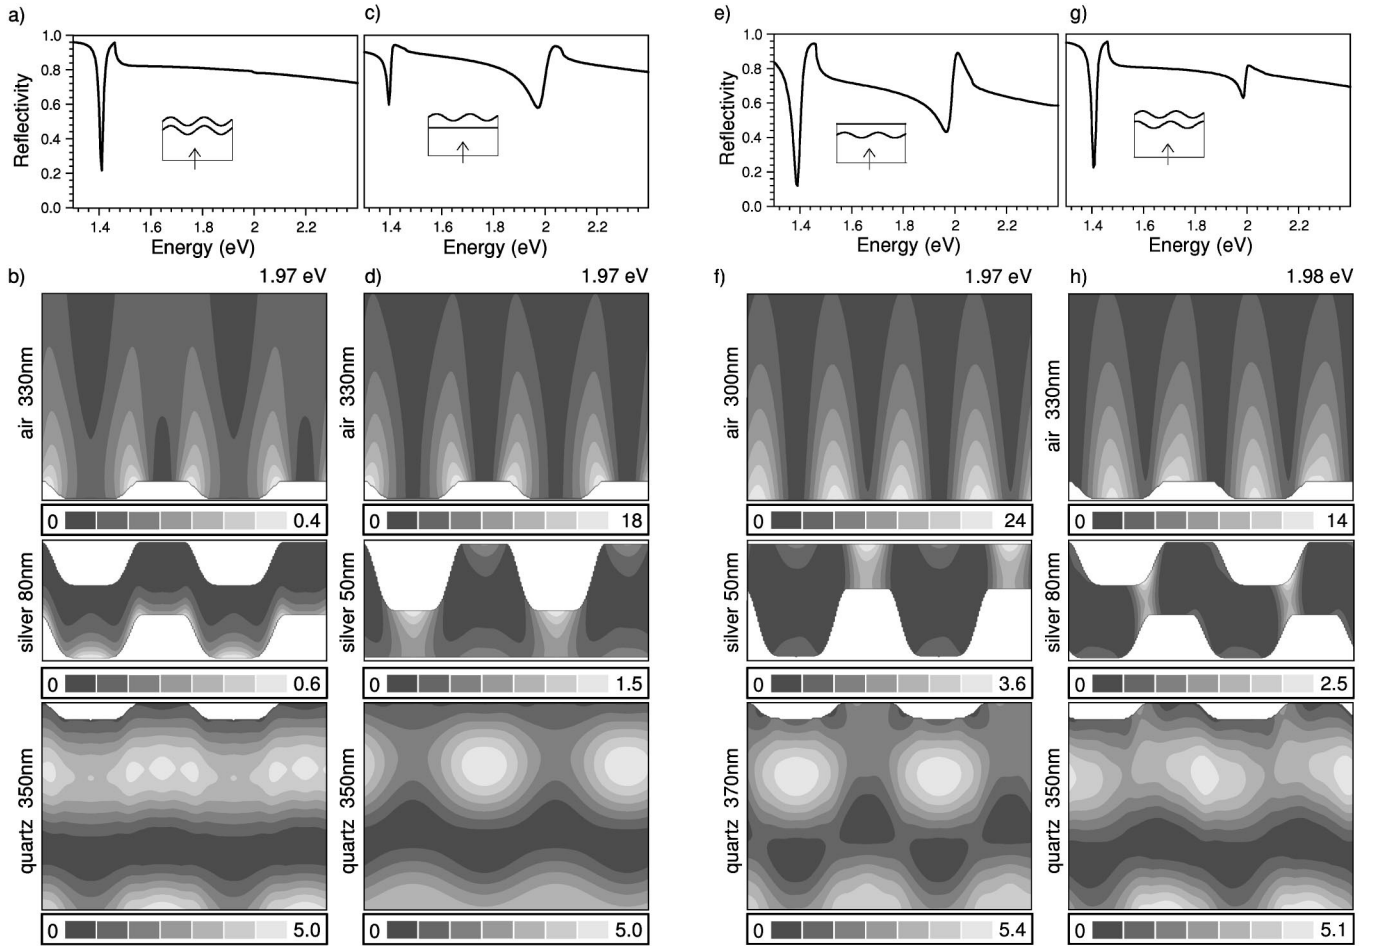 a)
c)
e)
g)
1.0
0.8
0.6
0.4
0.2
0.0
Reflectivity
1.4 1.6 1.8 2 2.2
Energy (eV)
1.4 1.6 1.8 2 2.2
Energy (eV)
1.0
0.8
0.6
0.4
0.2
0.0
Reflectivity
1.4 1.6 1.8 2 2.2
Energy (eV)
1.4 1.6 1.8 2 2.2
Energy (eV)
b) 1.97 eV
d) 1.97 eV
f) 1.97 eV
h) 1.98 eV
air 330nm
air 330nm
air 300nm
air 330nm
0 0.4
0 18
0 24
0 14
silver 80nm
silver 50nm
silver 50nm
silver 80nm
0 0.6
0 1.5
0 3.6
0 2.5
quartz 350nm
quartz 350nm
quartz 370nm
quartz 350nm
0 5.0
0 5.0
0 5.4
0 5.1